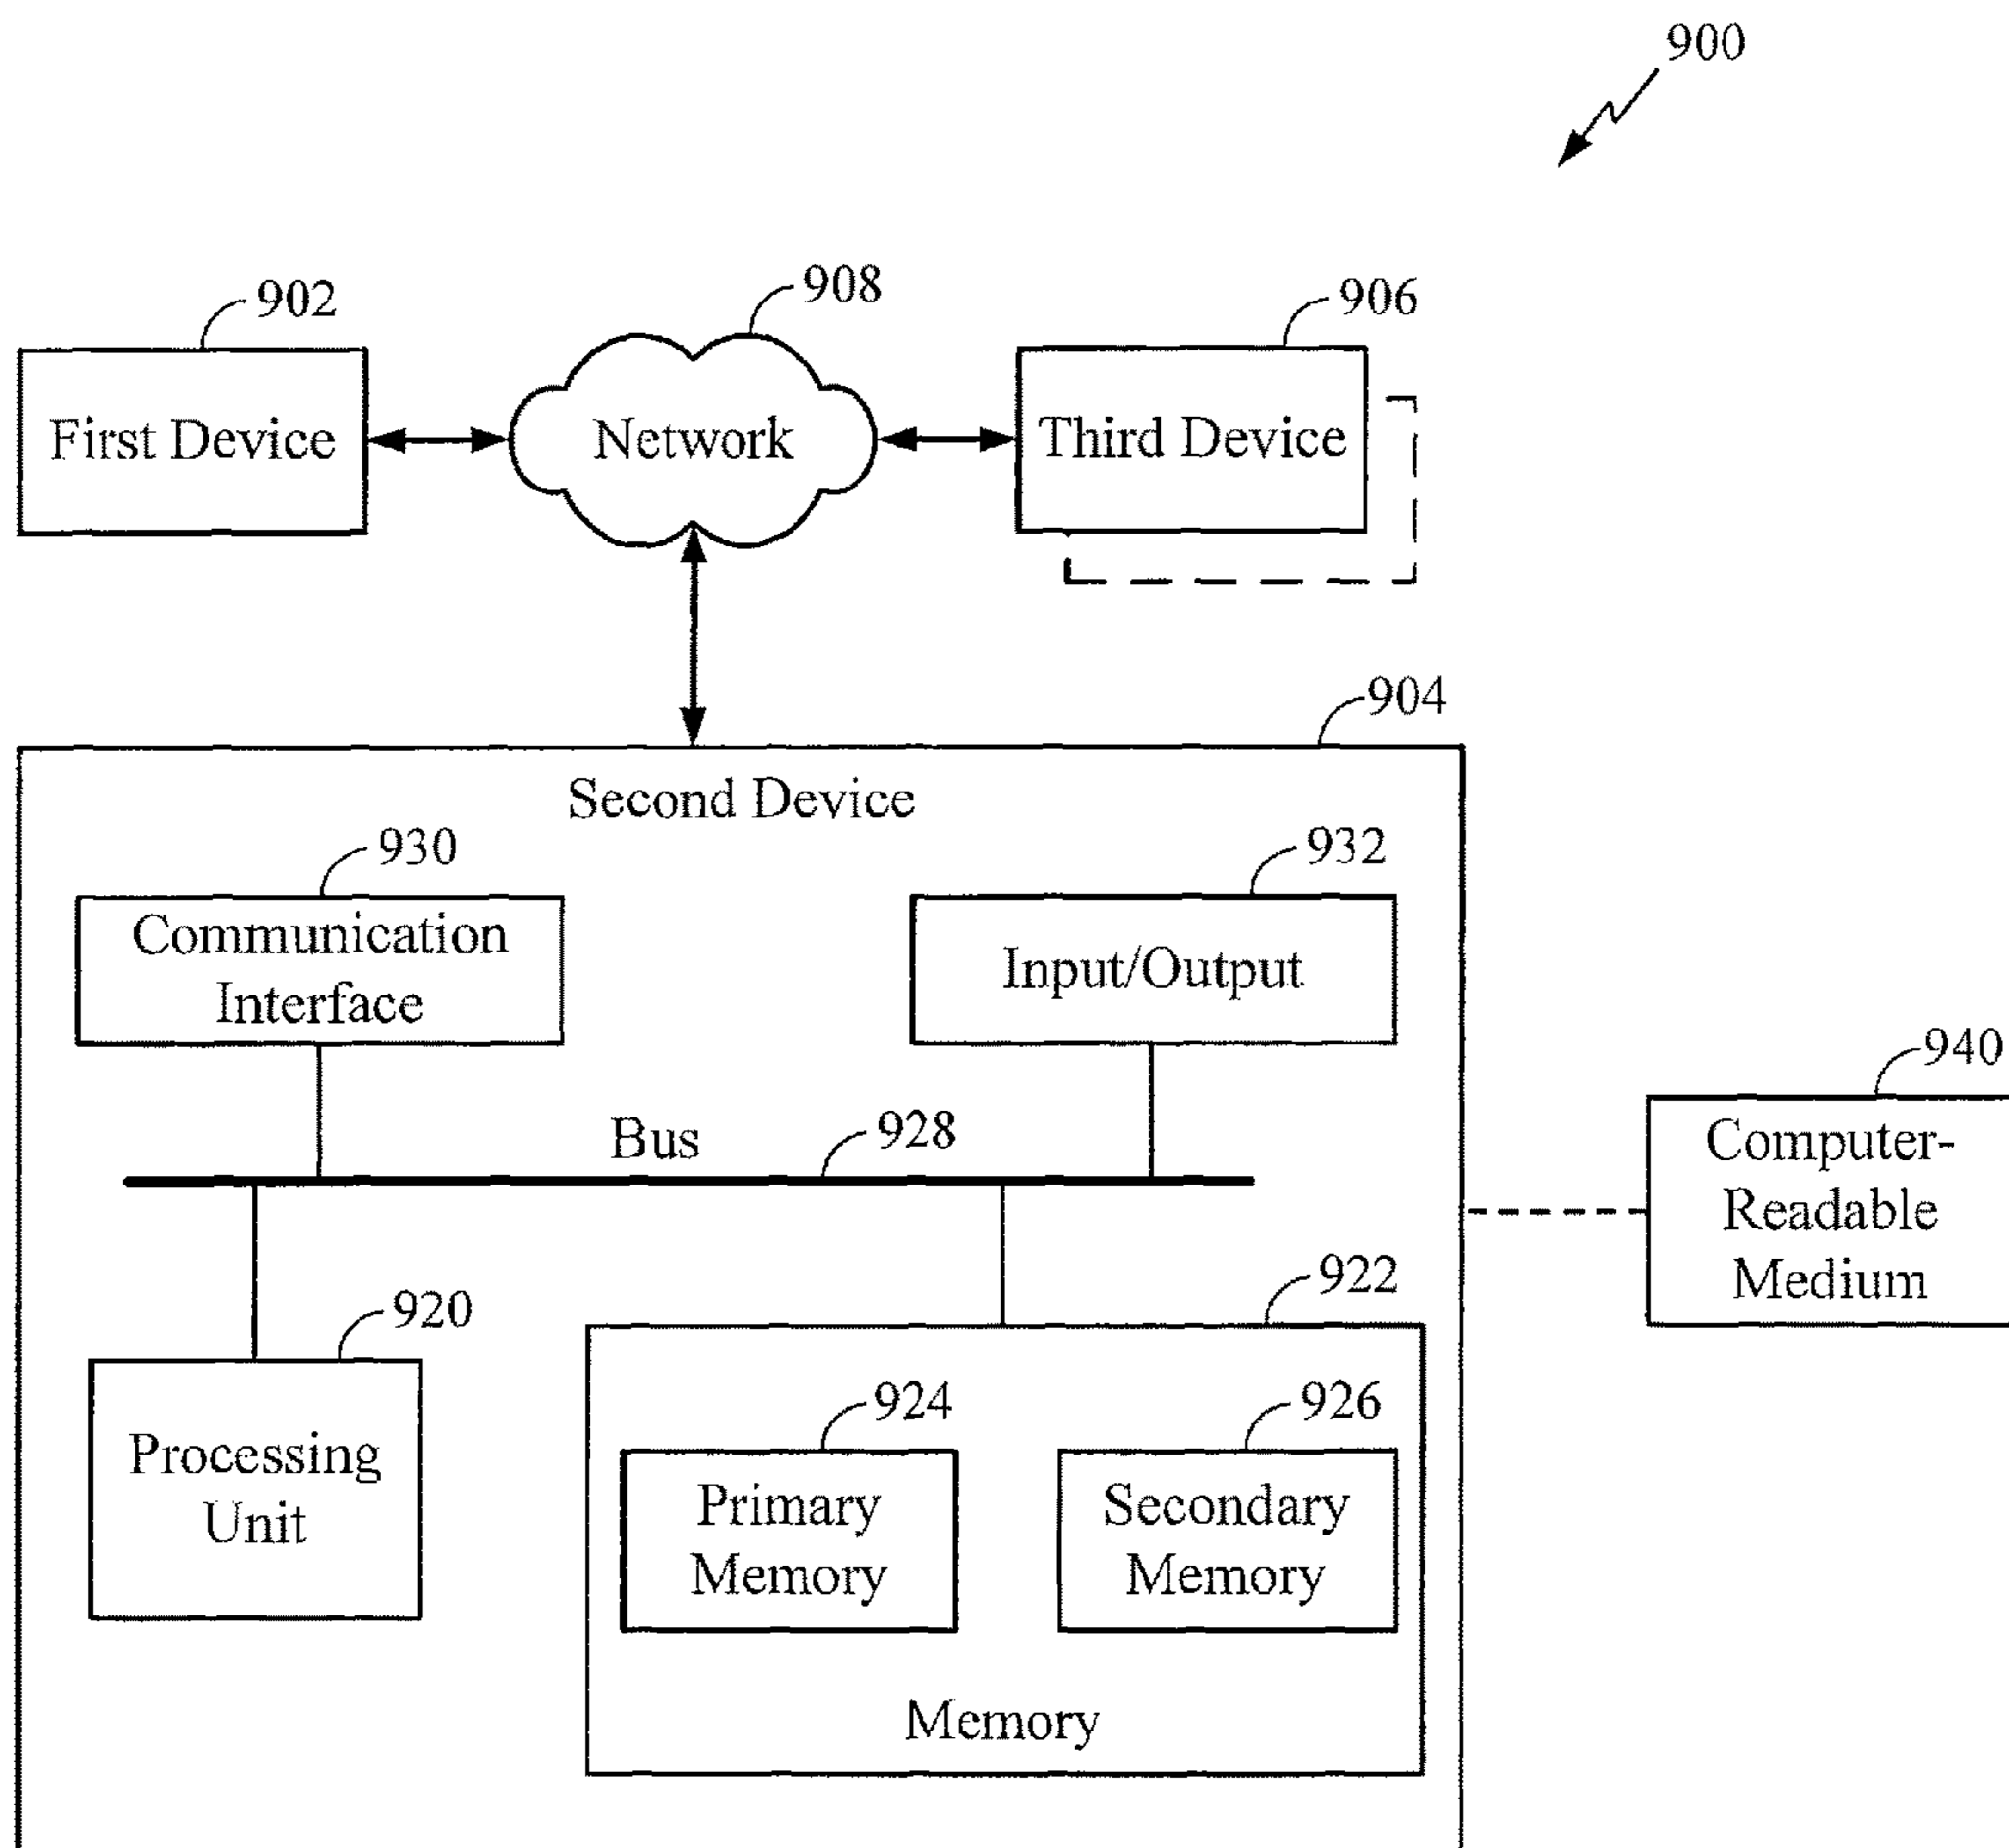 900
902
908
906
First Device
Network
Third Device
904
Second Device
930
932
Communication
Interface
Input/Output
940
Computer-
Readable
Medium
Bus
928
922
920
924
926
Processing
Unit
Primary
Memory
Secondary
Memory
Memory